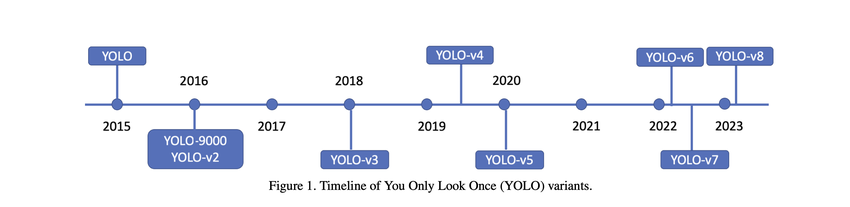 YOLO
YOLO-v4
YOLO-v6
YOLO-v8
2016
2018
2020
2015
2017
2019
2021
2022
2023
YOLO-9000
YOLO-v2
YOLO-v3
YOLO-v5
YOLO-v7
Figure 1. Timeline of You Only Look Once (YOLO) variants.